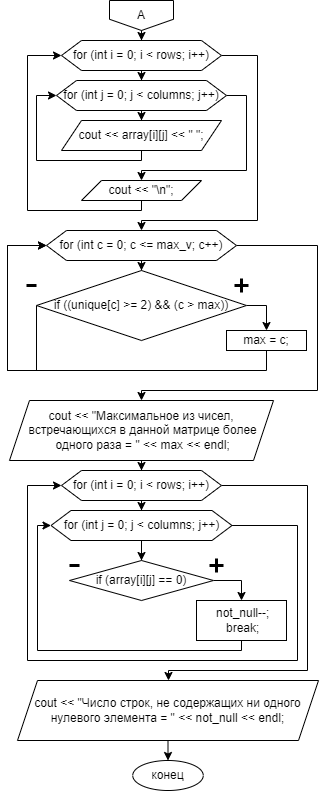 A
for (int i = 0; i < rows; i++)
for (int j = 0; j < columns; j++)
cout << array[i][j] << " ";
cout << "\n";
for (int c = 0; c <= max_v; c++)
-
+
if ((unique[c] >= 2) && (c > max))
max = c;
cout << "Максимальное из чисел,
встречающихся в данной матрице более
одного раза = " << max << endl;
for (int i = 0; i < rows; i++)
for (int j = 0; j < columns; j++)
-
+
if (array[i][j] == 0)
not_null--;
break;
cout << "Число строк, не содержащих ни одного
нулевого элемента = " << not_null << endl;
конец